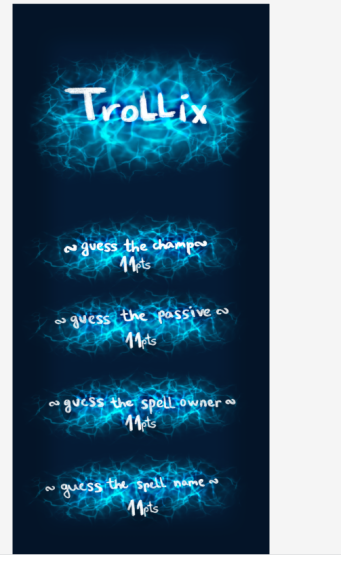 TroLLix
~ guess the champ~
11pts
~ guess the passive ~
11pts
~ guess the spell owner ~
11pts
~ guess the spell name ~
11pts